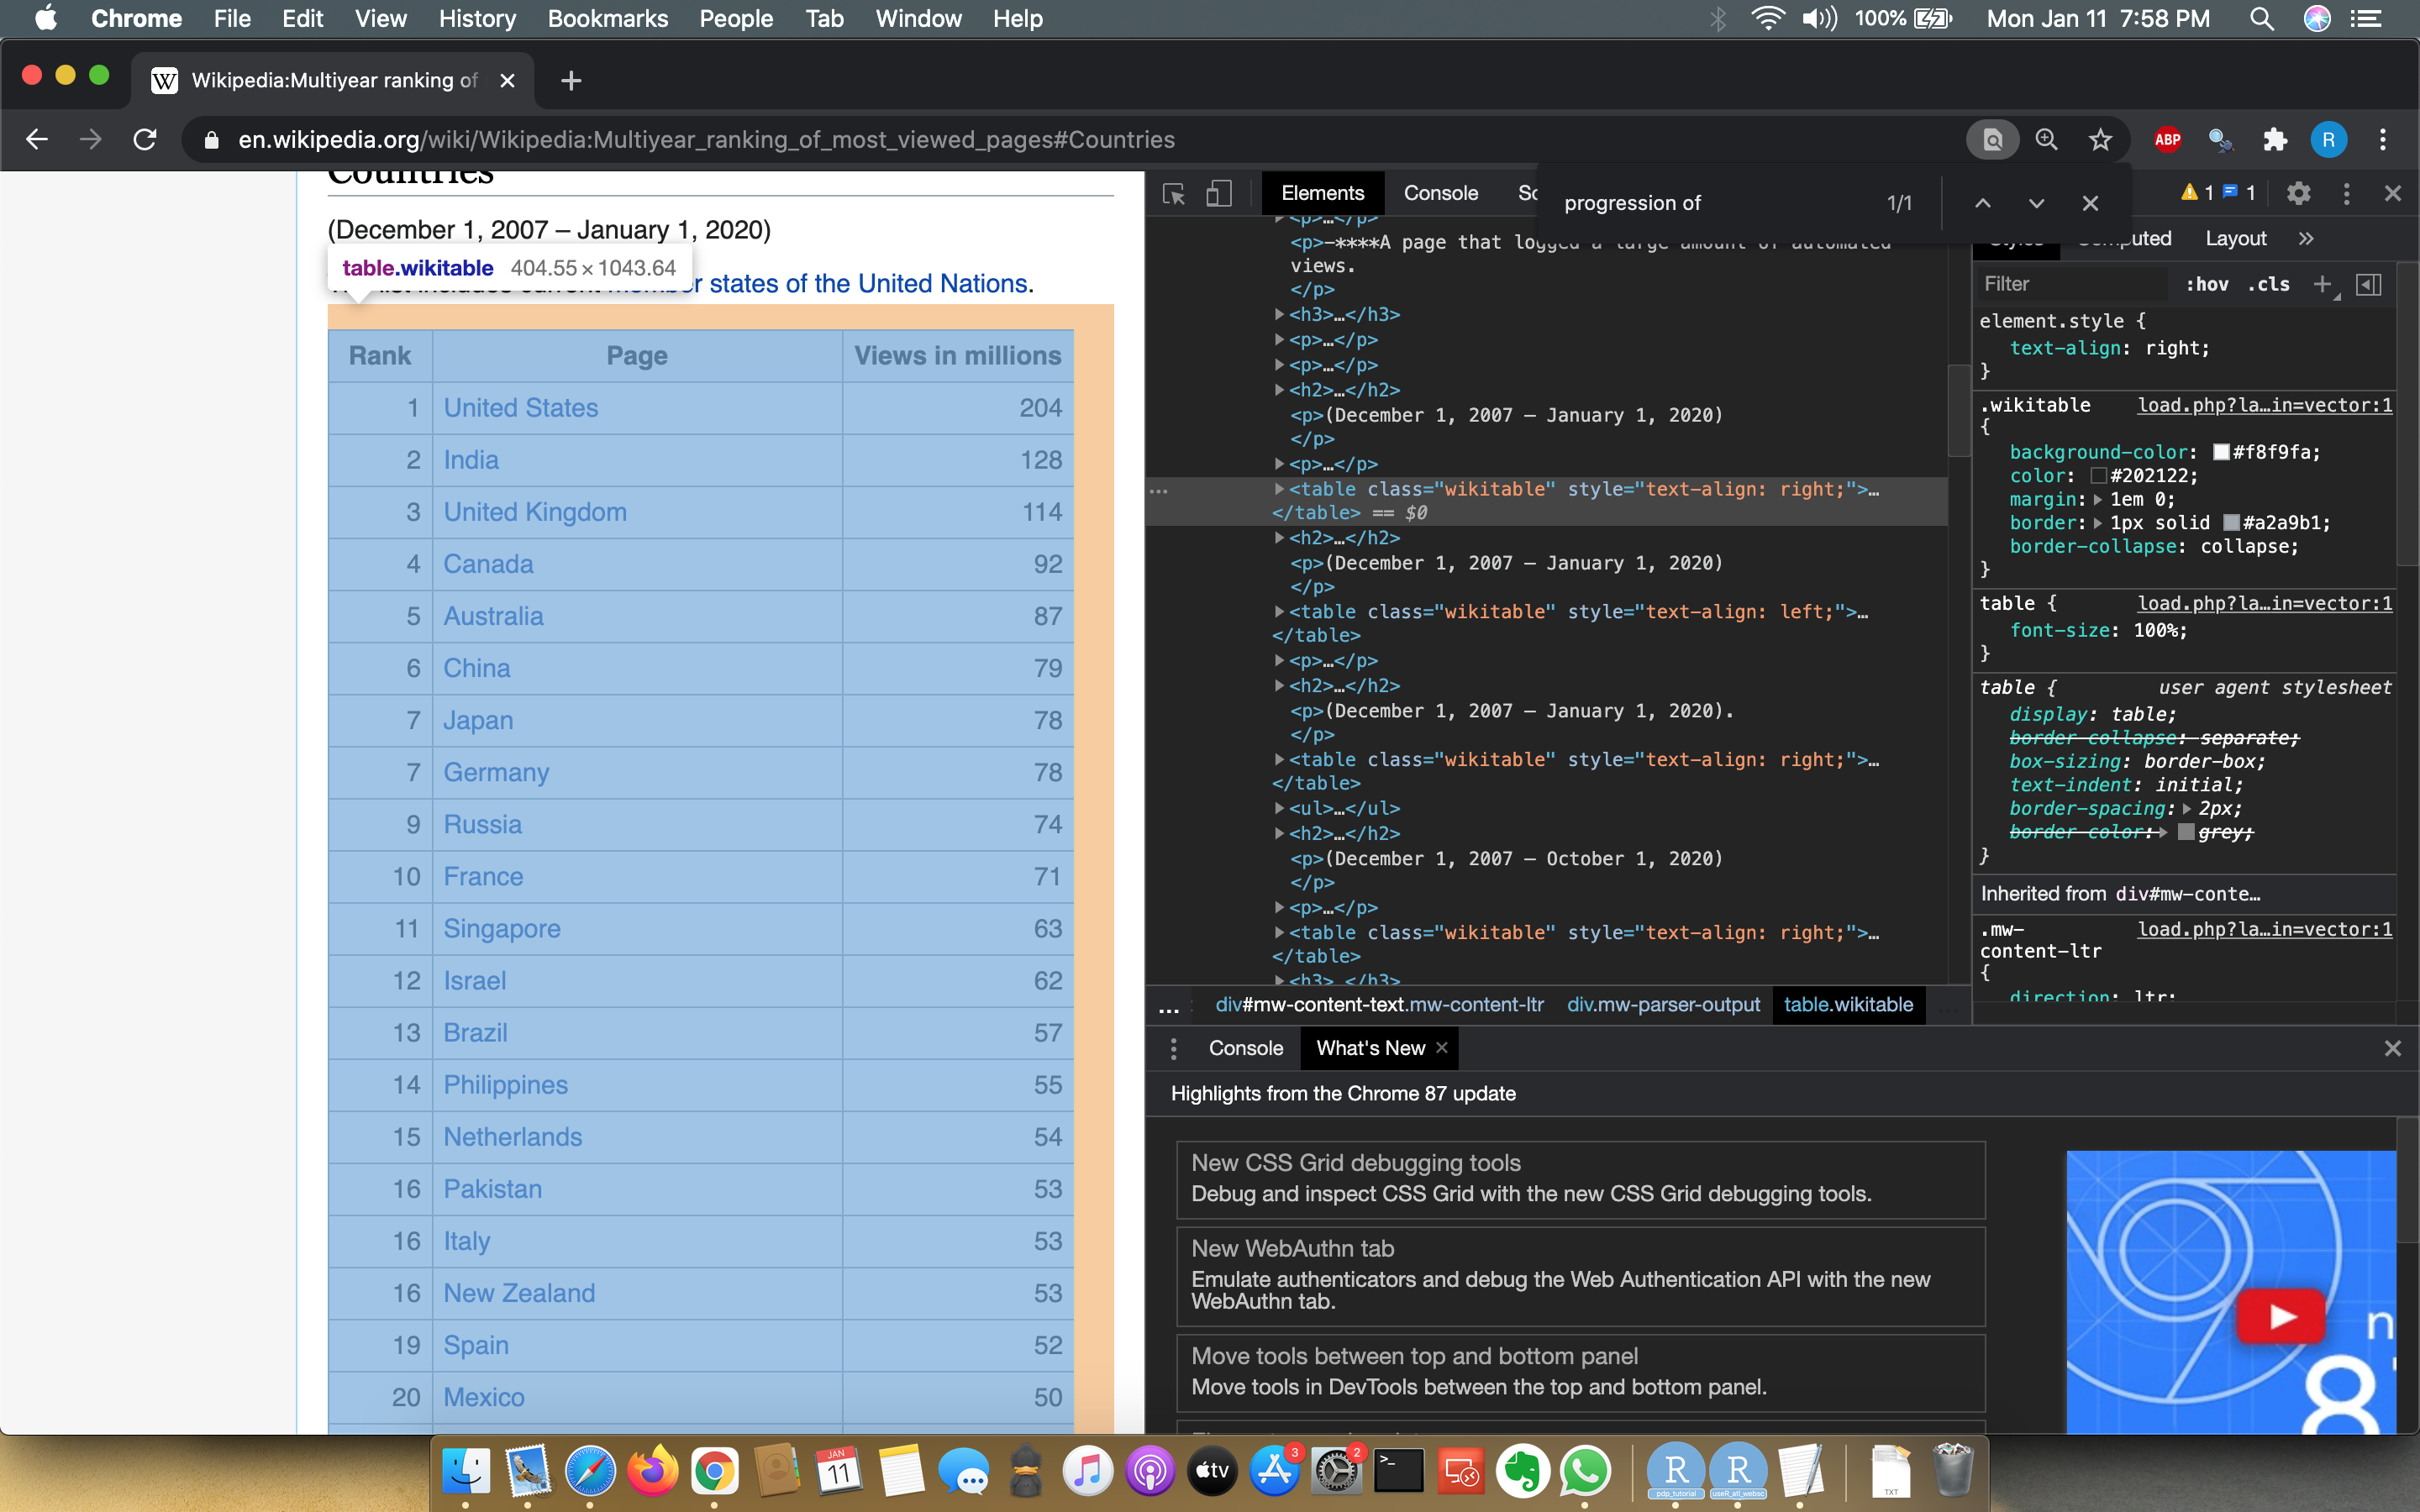 Chrome File Edit View History Bookmarks People Tab Window Help 100% Mon Jan 11 7:58 PM
W Wikipedia:Multiyear ranking of
en.wikipedia.org/wiki/Wikipedia:Multiyear_ranking_of_most_viewed_pages#Countries ABP R
Countries
(December 1, 2007 – January 1, 2020)
table.wikitable 404.55 × 1043.64
states of the United Nations.
Rank Page Views in millions
1 United States 204
2 India 128
3 United Kingdom 114
4 Canada 92
5 Australia 87
6 China 79
7 Japan 78
7 Germany 78
9 Russia 74
10 France 71
11 Singapore 63
12 Israel 62
13 Brazil 57
14 Philippines 55
15 Netherlands 54
16 Pakistan 53
16 Italy 53
16 New Zealand 53
19 Spain 52
20 Mexico 50
Elements Console So
progression of 1/1
1 1
<p>…</p>
<p>—****A page that logged a large amount of automated
views.
</p>
<h3>…</h3>
<p>…</p>
<p>…</p>
<h2>…</h2>
<p>(December 1, 2007 – January 1, 2020)
</p>
<p>…</p>
… <table class="wikitable" style="text-align: right;">…
</table> == $0
<h2>…</h2>
<p>(December 1, 2007 – January 1, 2020)
</p>
<table class="wikitable" style="text-align: left;">…
</table>
<p>…</p>
<h2>…</h2>
<p>(December 1, 2007 – January 1, 2020).
</p>
<table class="wikitable" style="text-align: right;">…
</table>
<ul>…</ul>
<h2>…</h2>
<p>(December 1, 2007 – October 1, 2020)
</p>
<p>…</p>
<table class="wikitable" style="text-align: right;">…
</table>
<h3>…</h3>
… div#mw-content-text.mw-content-ltr div.mw-parser-output table.wikitable …
Styles Computed Layout »
Filter :hov .cls +
element.style {
text-align: right;
}
.wikitable load.php?la…in=vector:1
{
background-color: #f8f9fa;
color: #202122;
margin: 1em 0;
border: 1px solid #a2a9b1;
border-collapse: collapse;
}
table { load.php?la…in=vector:1
font-size: 100%;
}
table { user agent stylesheet
display: table;
border-collapse: separate;
box-sizing: border-box;
text-indent: initial;
border-spacing: 2px;
border-color: grey;
}
Inherited from div#mw-conte…
.mw- load.php?la…in=vector:1
content-ltr
{
direction: ltr;
Console What's New
Highlights from the Chrome 87 update
New CSS Grid debugging tools
Debug and inspect CSS Grid with the new CSS Grid debugging tools.
New WebAuthn tab
Emulate authenticators and debug the Web Authentication API with the new
WebAuthn tab.
Move tools between top and bottom panel
Move tools in DevTools between the top and bottom panel.
n
8
JAN
11
tv
3
2
>_
R
pdp_tutorial
R
useR_atl_websc
TXT